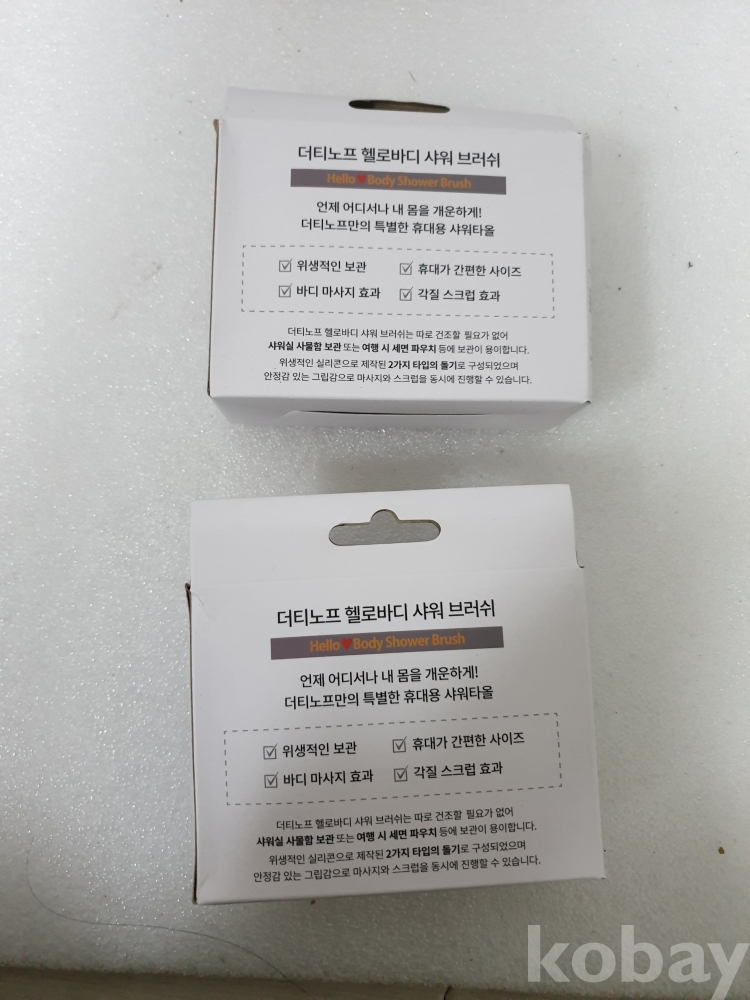 더티노프 헬로바디 샤워 브러쉬
Hello Body Shower Brush
언제 어디서나 내 몸을 개운하게!
더티노프만의 특별한 휴대용 샤워타올
위생적인 보관 휴대가 간편한 사이즈
바디 마사지 효과 각질 스크럽 효과
더티노프 헬로바디 샤워 브러쉬는 따로 건조할 필요가 없어
샤워실 사물함 보관 또는 여행 시 세면 파우치 등에 보관이 용이합니다.
위생적인 실리콘으로 제작된 2가지 타입의 돌기로 구성되었으며
안정감 있는 그립감으로 마사지와 스크럽을 동시에 진행할 수 있습니다.
더티노프 헬로바디 샤워 브러쉬
Hello Body Shower Brush
언제 어디서나 내 몸을 개운하게!
더티노프만의 특별한 휴대용 샤워타올
위생적인 보관 휴대가 간편한 사이즈
바디 마사지 효과 각질 스크럽 효과
더티노프 헬로바디 샤워 브러쉬는 따로 건조할 필요가 없어
샤워실 사물함 보관 또는 여행 시 세면 파우치 등에 보관이 용이합니다.
위생적인 실리콘으로 제작된 2가지 타입의 돌기로 구성되었으며
안정감 있는 그립감으로 마사지와 스크럽을 동시에 진행할 수 있습니다.
kobay